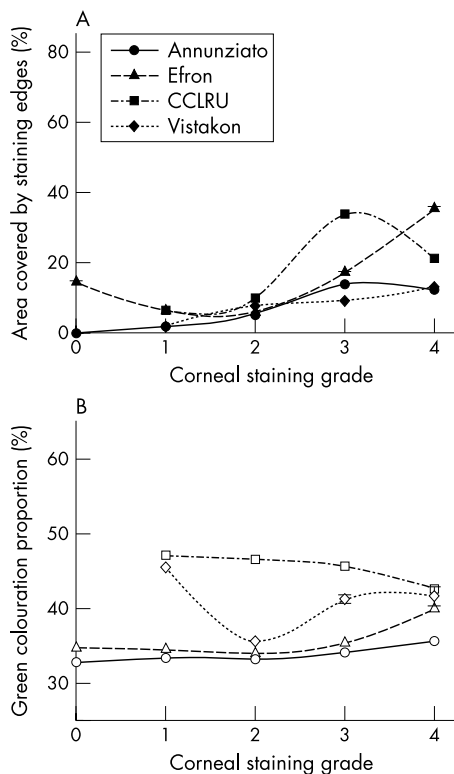 A
Area covered by staining edges (%)
80
60
40
20
0
Annunziato
Efron
CCLRU
Vistakon
0 1 2 3 4
Corneal staining grade
B
Green colouration proportion (%)
60
50
40
30
0 1 2 3 4
Corneal staining grade